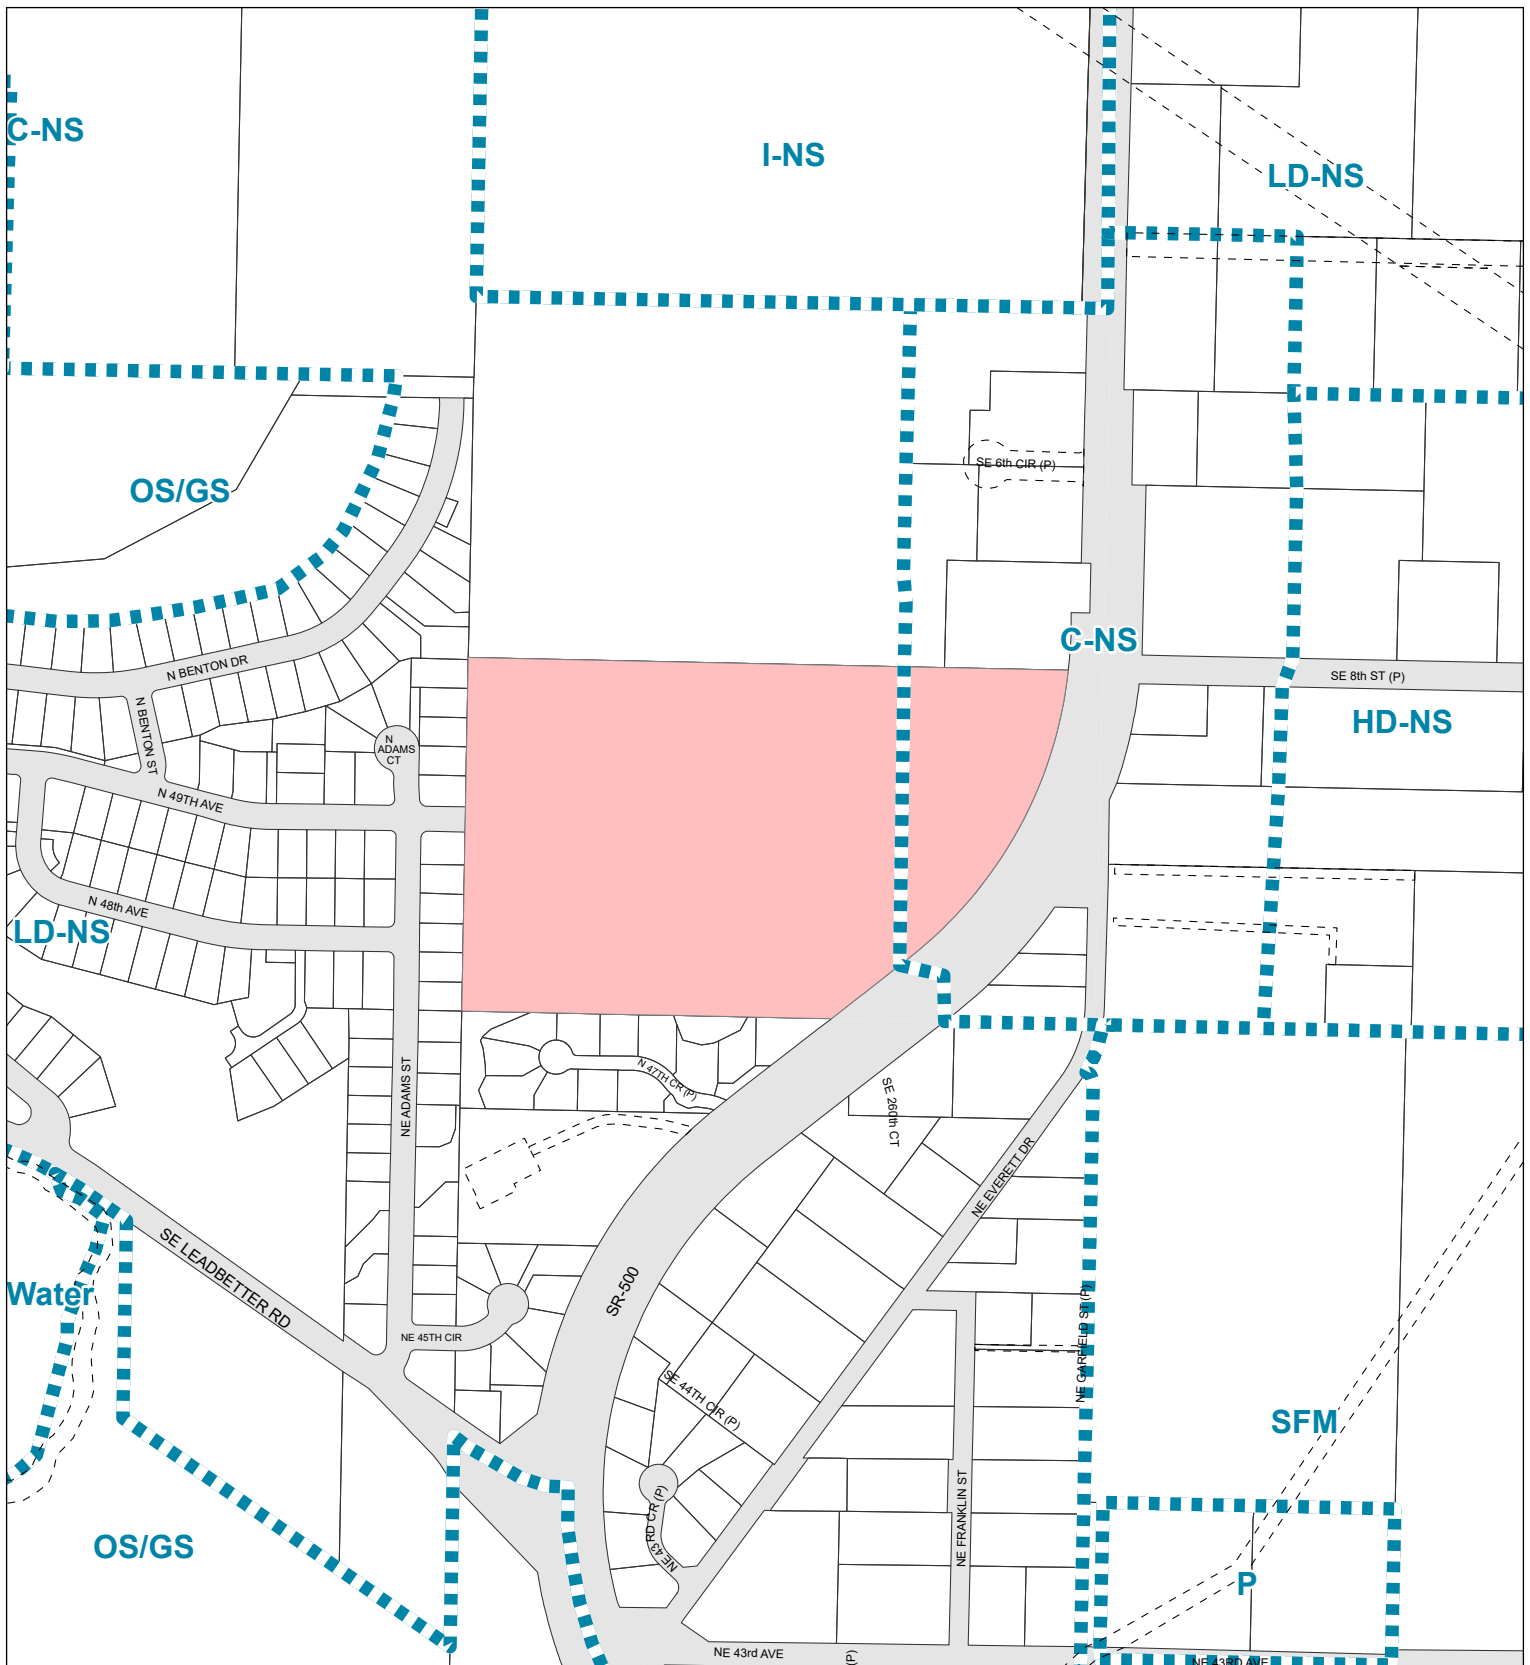 C-NS
I-NS
LD-NS
SE 6th CIR (P)
OS/GS
C-NS
N BENTON DR
SE 8th ST (P)
N BENTON ST
HD-NS
N
ADAMS
CT
N 49TH AVE
N 48th AVE
LD-NS
N 47TH CR (P)
NE ADAMS ST
SE 260th CT
NE EVERETT DR
SE LEADBETTER RD
Water
SR-500
NE 45TH CIR
NE GARFIELD ST (P)
SE 44TH CIR (P)
SFM
NE 43RD CR (P)
NE FRANKLIN ST
OS/GS
P
NE 43rd AVE
(P)
NE 43RD AVE